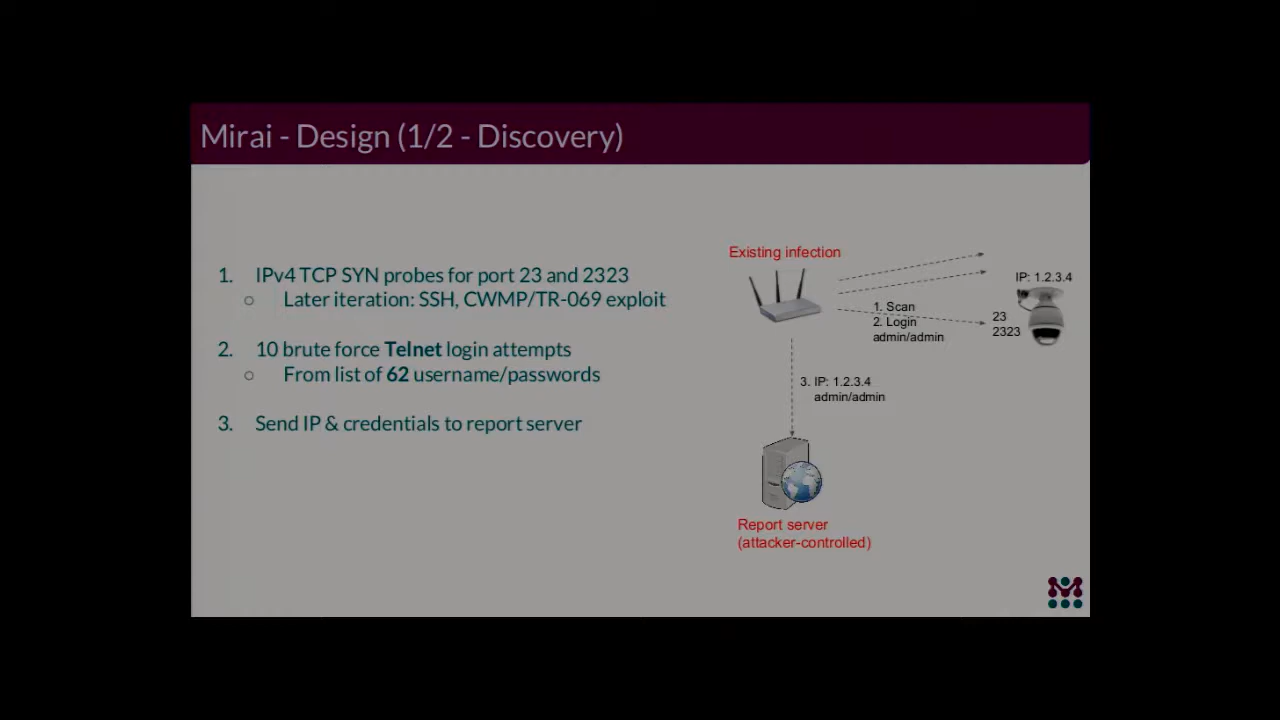 Mirai - Design (1/2 - Discovery)
1. IPv4 TCP SYN probes for port 23 and 2323
○ Later iteration: SSH, CWMP/TR-069 exploit
2. 10 brute force Telnet login attempts
○ From list of 62 username/passwords
3. Send IP & credentials to report server
Existing infection
IP: 1.2.3.4
1. Scan
2. Login
admin/admin
23
2323
3. IP: 1.2.3.4
admin/admin
Report server
(attacker-controlled)